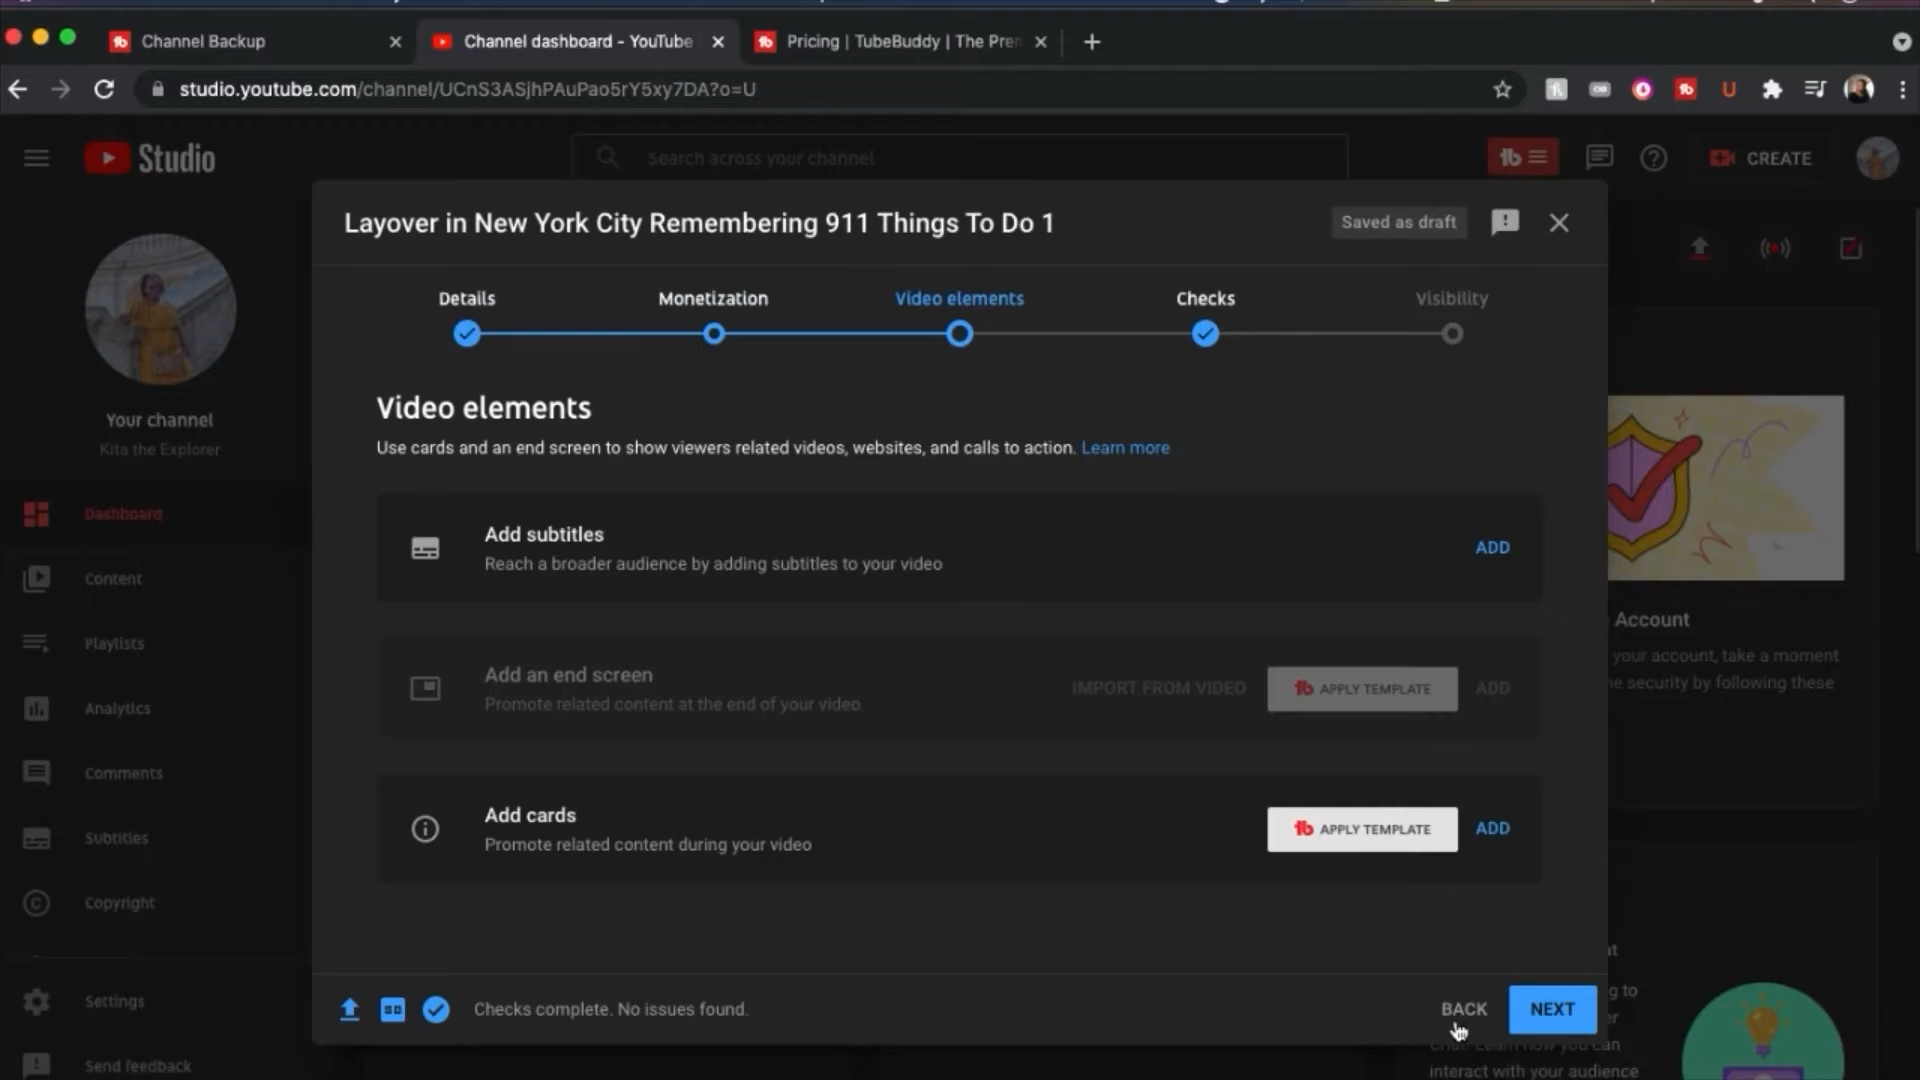 Channel Backup
Channel dashboard - YouTube
Pricing | TubeBuddy | The Pren
studio.youtube.com/channel/UCnS3ASjhPAuPao5rY5xy7DA?o=U
Studio
Search across your channel
CREATE
Layover in New York City Remembering 911 Things To Do 1
Saved as draft
Details
Monetization
Video elements
Checks
Visibility
Your channel
Kita the Explorer
Dashboard
Content
Playlists
Analytics
Comments
Subtitles
Copyright
Settings
Send feedback
Video elements
Use cards and an end screen to show viewers related videos, websites, and calls to action. Learn more
Add subtitles
Reach a broader audience by adding subtitles to your video
ADD
Add an end screen
Promote related content at the end of your video
IMPORT FROM VIDEO
tb APPLY TEMPLATE
ADD
Add cards
Promote related content during your video
tb APPLY TEMPLATE
ADD
Checks complete. No issues found.
BACK
NEXT
Account
your account, take a moment
e security by following these
g to
can
interact with your audience